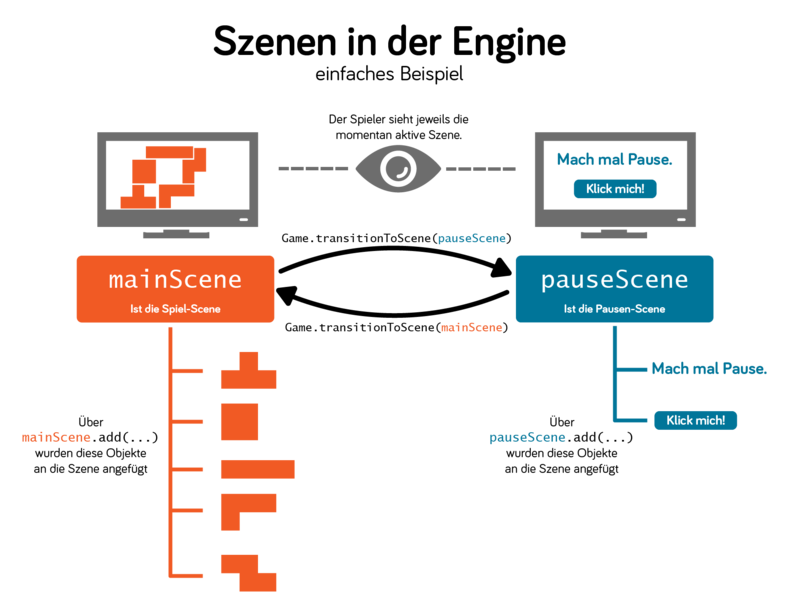 Szenen in der Engine
einfaches Beispiel
Der Spieler sieht jeweils die
momentan aktive Szene.
Mach mal Pause.
Klick mich!
Game.transitionToScene(pauseScene)
mainScene
Ist die Spiel-Scene
pauseScene
Ist die Pausen-Scene
Game.transitionToScene(mainScene)
Über
mainScene.add(...)
wurden diese Objekte
an die Szene angefügt
Mach mal Pause.
Klick mich!
Über
pauseScene.add(...)
wurden diese Objekte
an die Szene angefügt